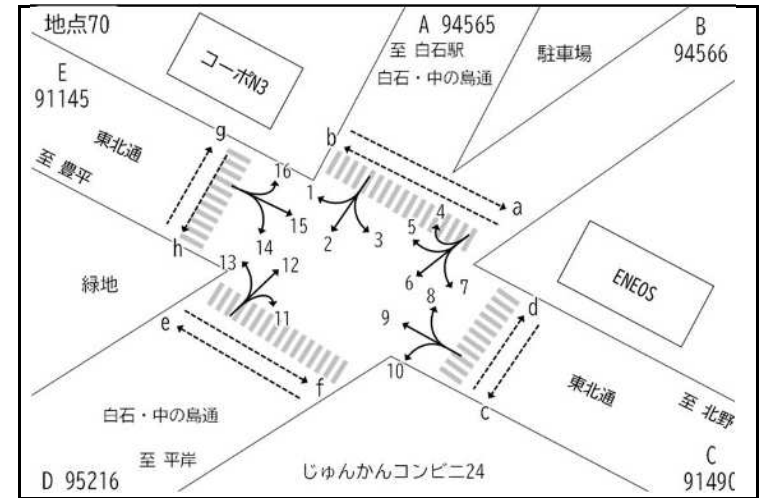 地点70
コーポN3
A 94565
至 白石駅
白石・中の島通
駐車場
B
94566
E
91145
東北通
至 豊平
g
h
b
a
16
15
14
1
2
3
4
5
6
7
緑地
13
12
11
e
f
8
9
10
d
c
ENEOS
東北通
至 北野
C
91490
白石・中の島通
至 平岸
D 95216
じゅんかんコンビニ24